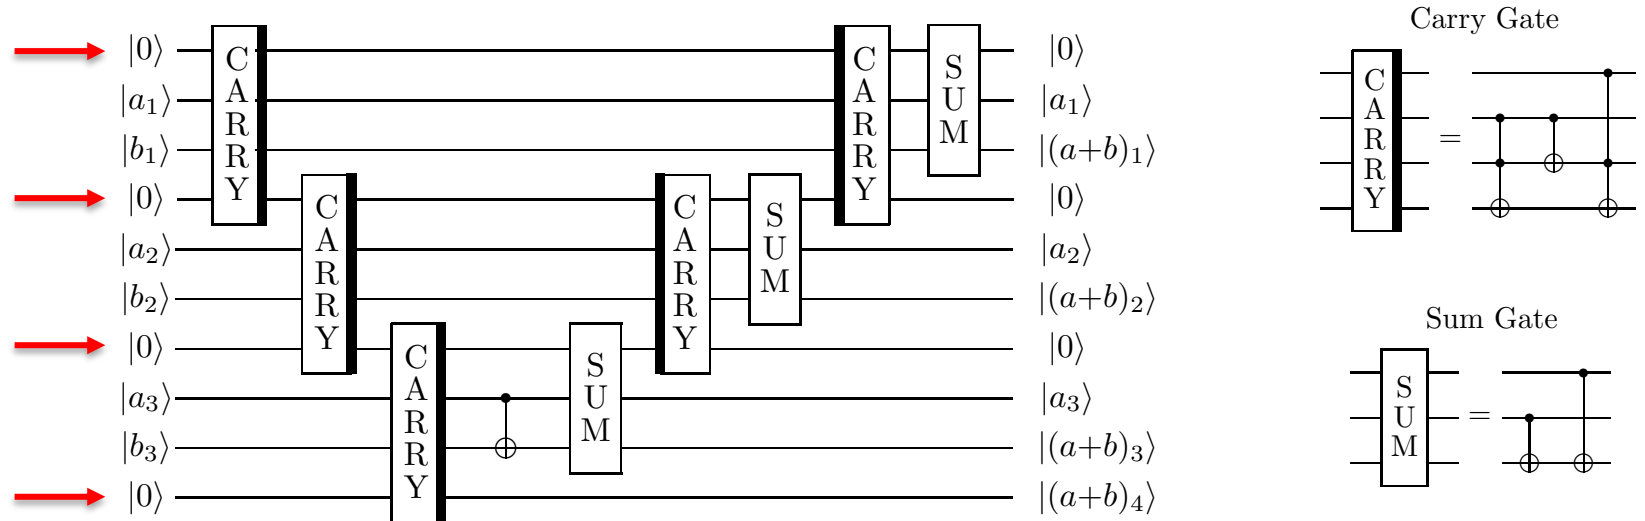 Carry Gate
|0⟩ CARRY CARRY SUM |0⟩
|a₁⟩ |a₁⟩
|b₁⟩ |(a+b)₁⟩
|0⟩ CARRY CARRY SUM |0⟩
|a₂⟩ |a₂⟩
|b₂⟩ |(a+b)₂⟩
|0⟩ CARRY SUM |0⟩
|a₃⟩ |a₃⟩
|b₃⟩ |(a+b)₃⟩
|0⟩ |(a+b)₄⟩
CARRY =
Sum Gate
SUM =